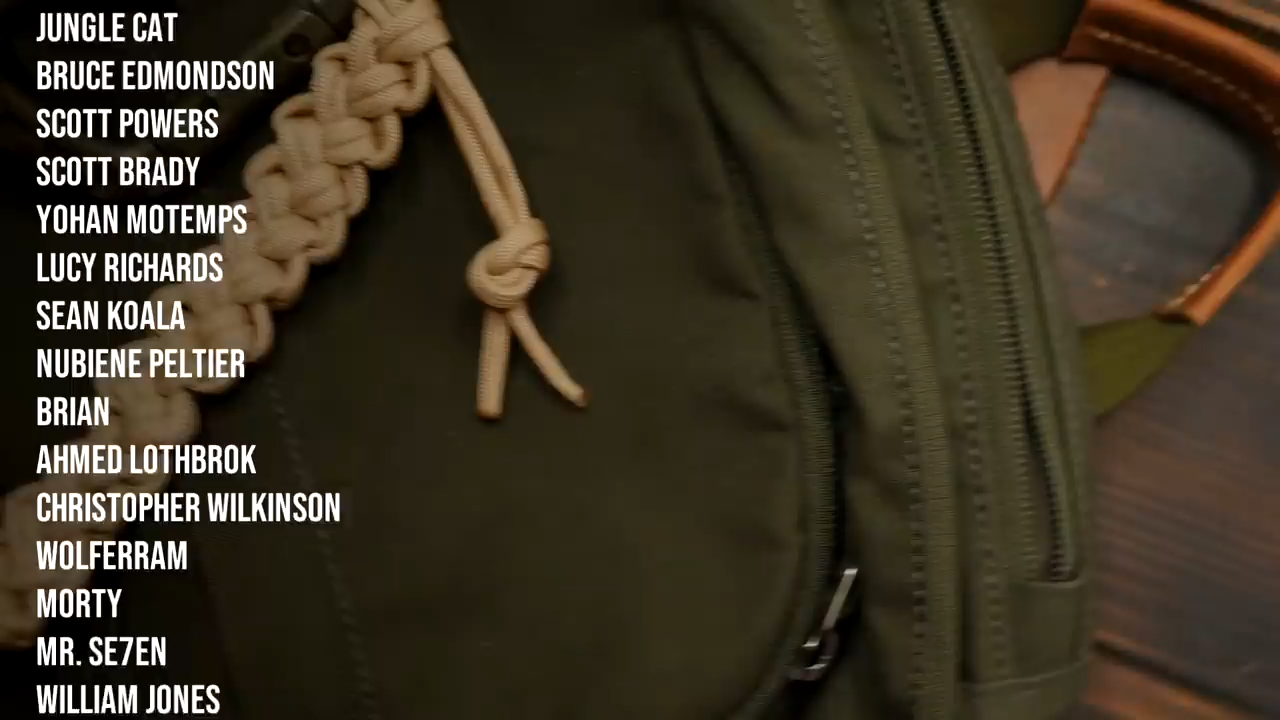 JUNGLE CAT
BRUCE EDMONDSON
SCOTT POWERS
SCOTT BRADY
YOHAN MOTEMPS
LUCY RICHARDS
SEAN KOALA
NUBIENE PELTIER
BRIAN
AHMED LOTHBROK
CHRISTOPHER WILKINSON
WOLFERRAM
MORTY
MR. SE7EN
WILLIAM JONES